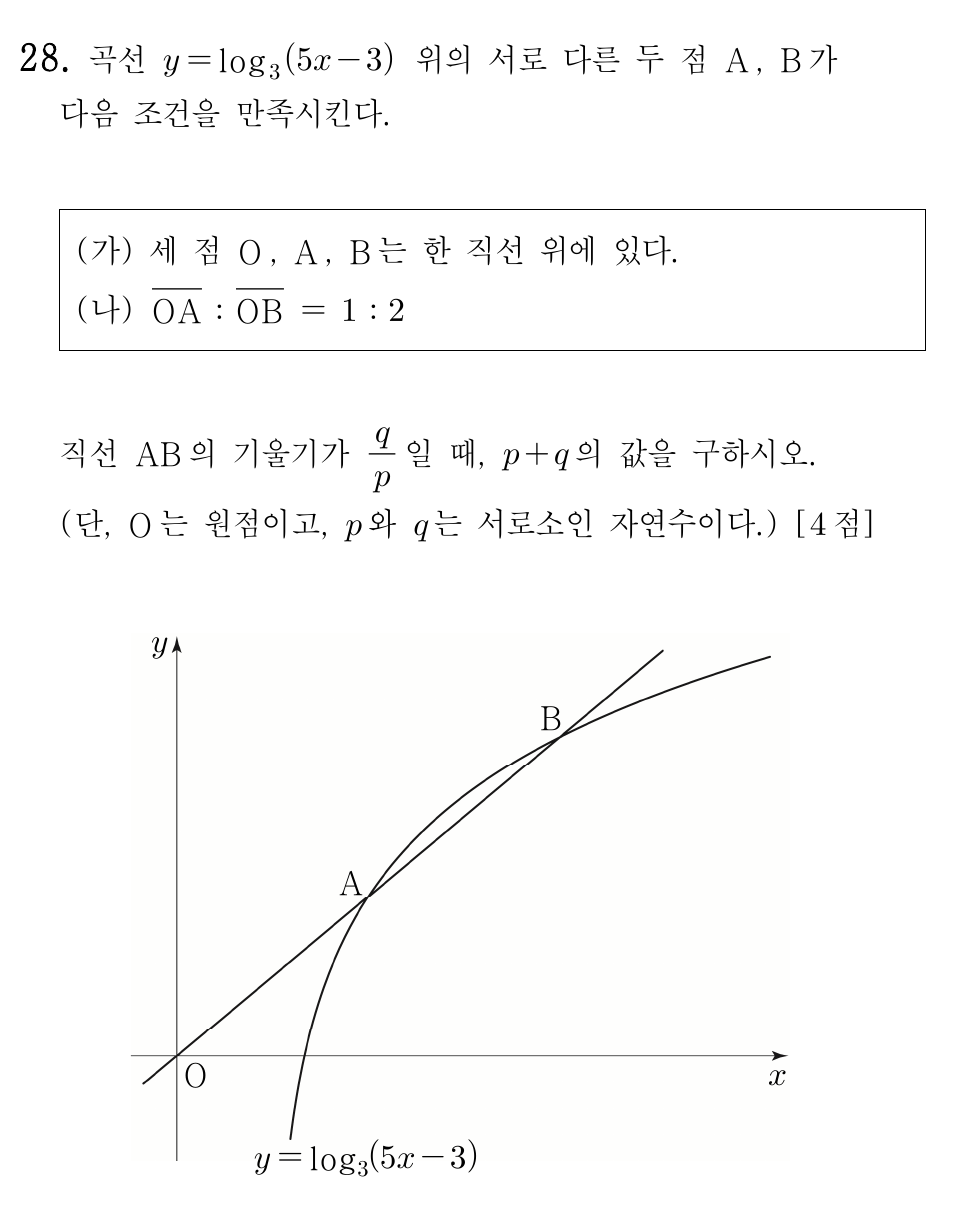 28. 곡선 y=log₃(5x-3) 위의 서로 다른 두 점 A, B가
다음 조건을 만족시킨다.
(가) 세 점 O, A, B는 한 직선 위에 있다.
(나) O̅A̅ : O̅B̅ = 1 : 2
직선 AB의 기울기가 q/p 일 때, p+q의 값을 구하시오.
(단, O는 원점이고, p와 q는 서로소인 자연수이다.) [4점]
y
B
A
O
x
y=log₃(5x-3)